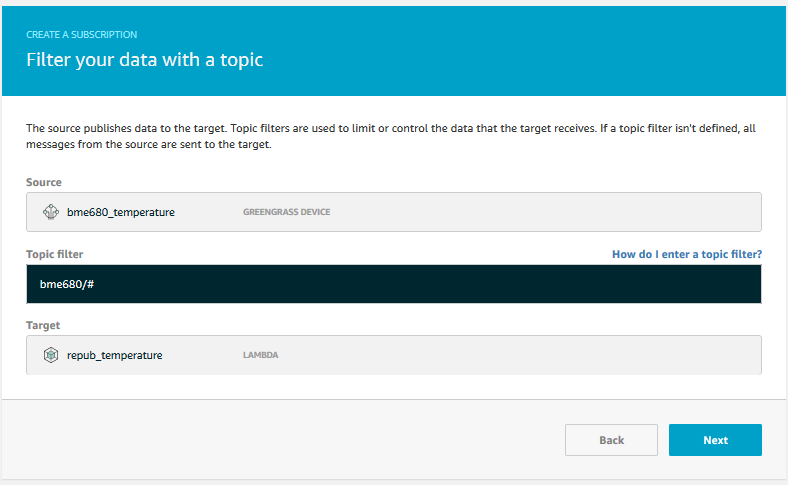 CREATE A SUBSCRIPTION
Filter your data with a topic
The source publishes data to the target. Topic filters are used to limit or control the data that the target receives. If a topic filter isn't defined, all
messages from the source are sent to the target.
Source
bme680_temperature GREENGRASS DEVICE
Topic filter How do I enter a topic filter?
bme680/#
Target
repub_temperature LAMBDA
Back Next